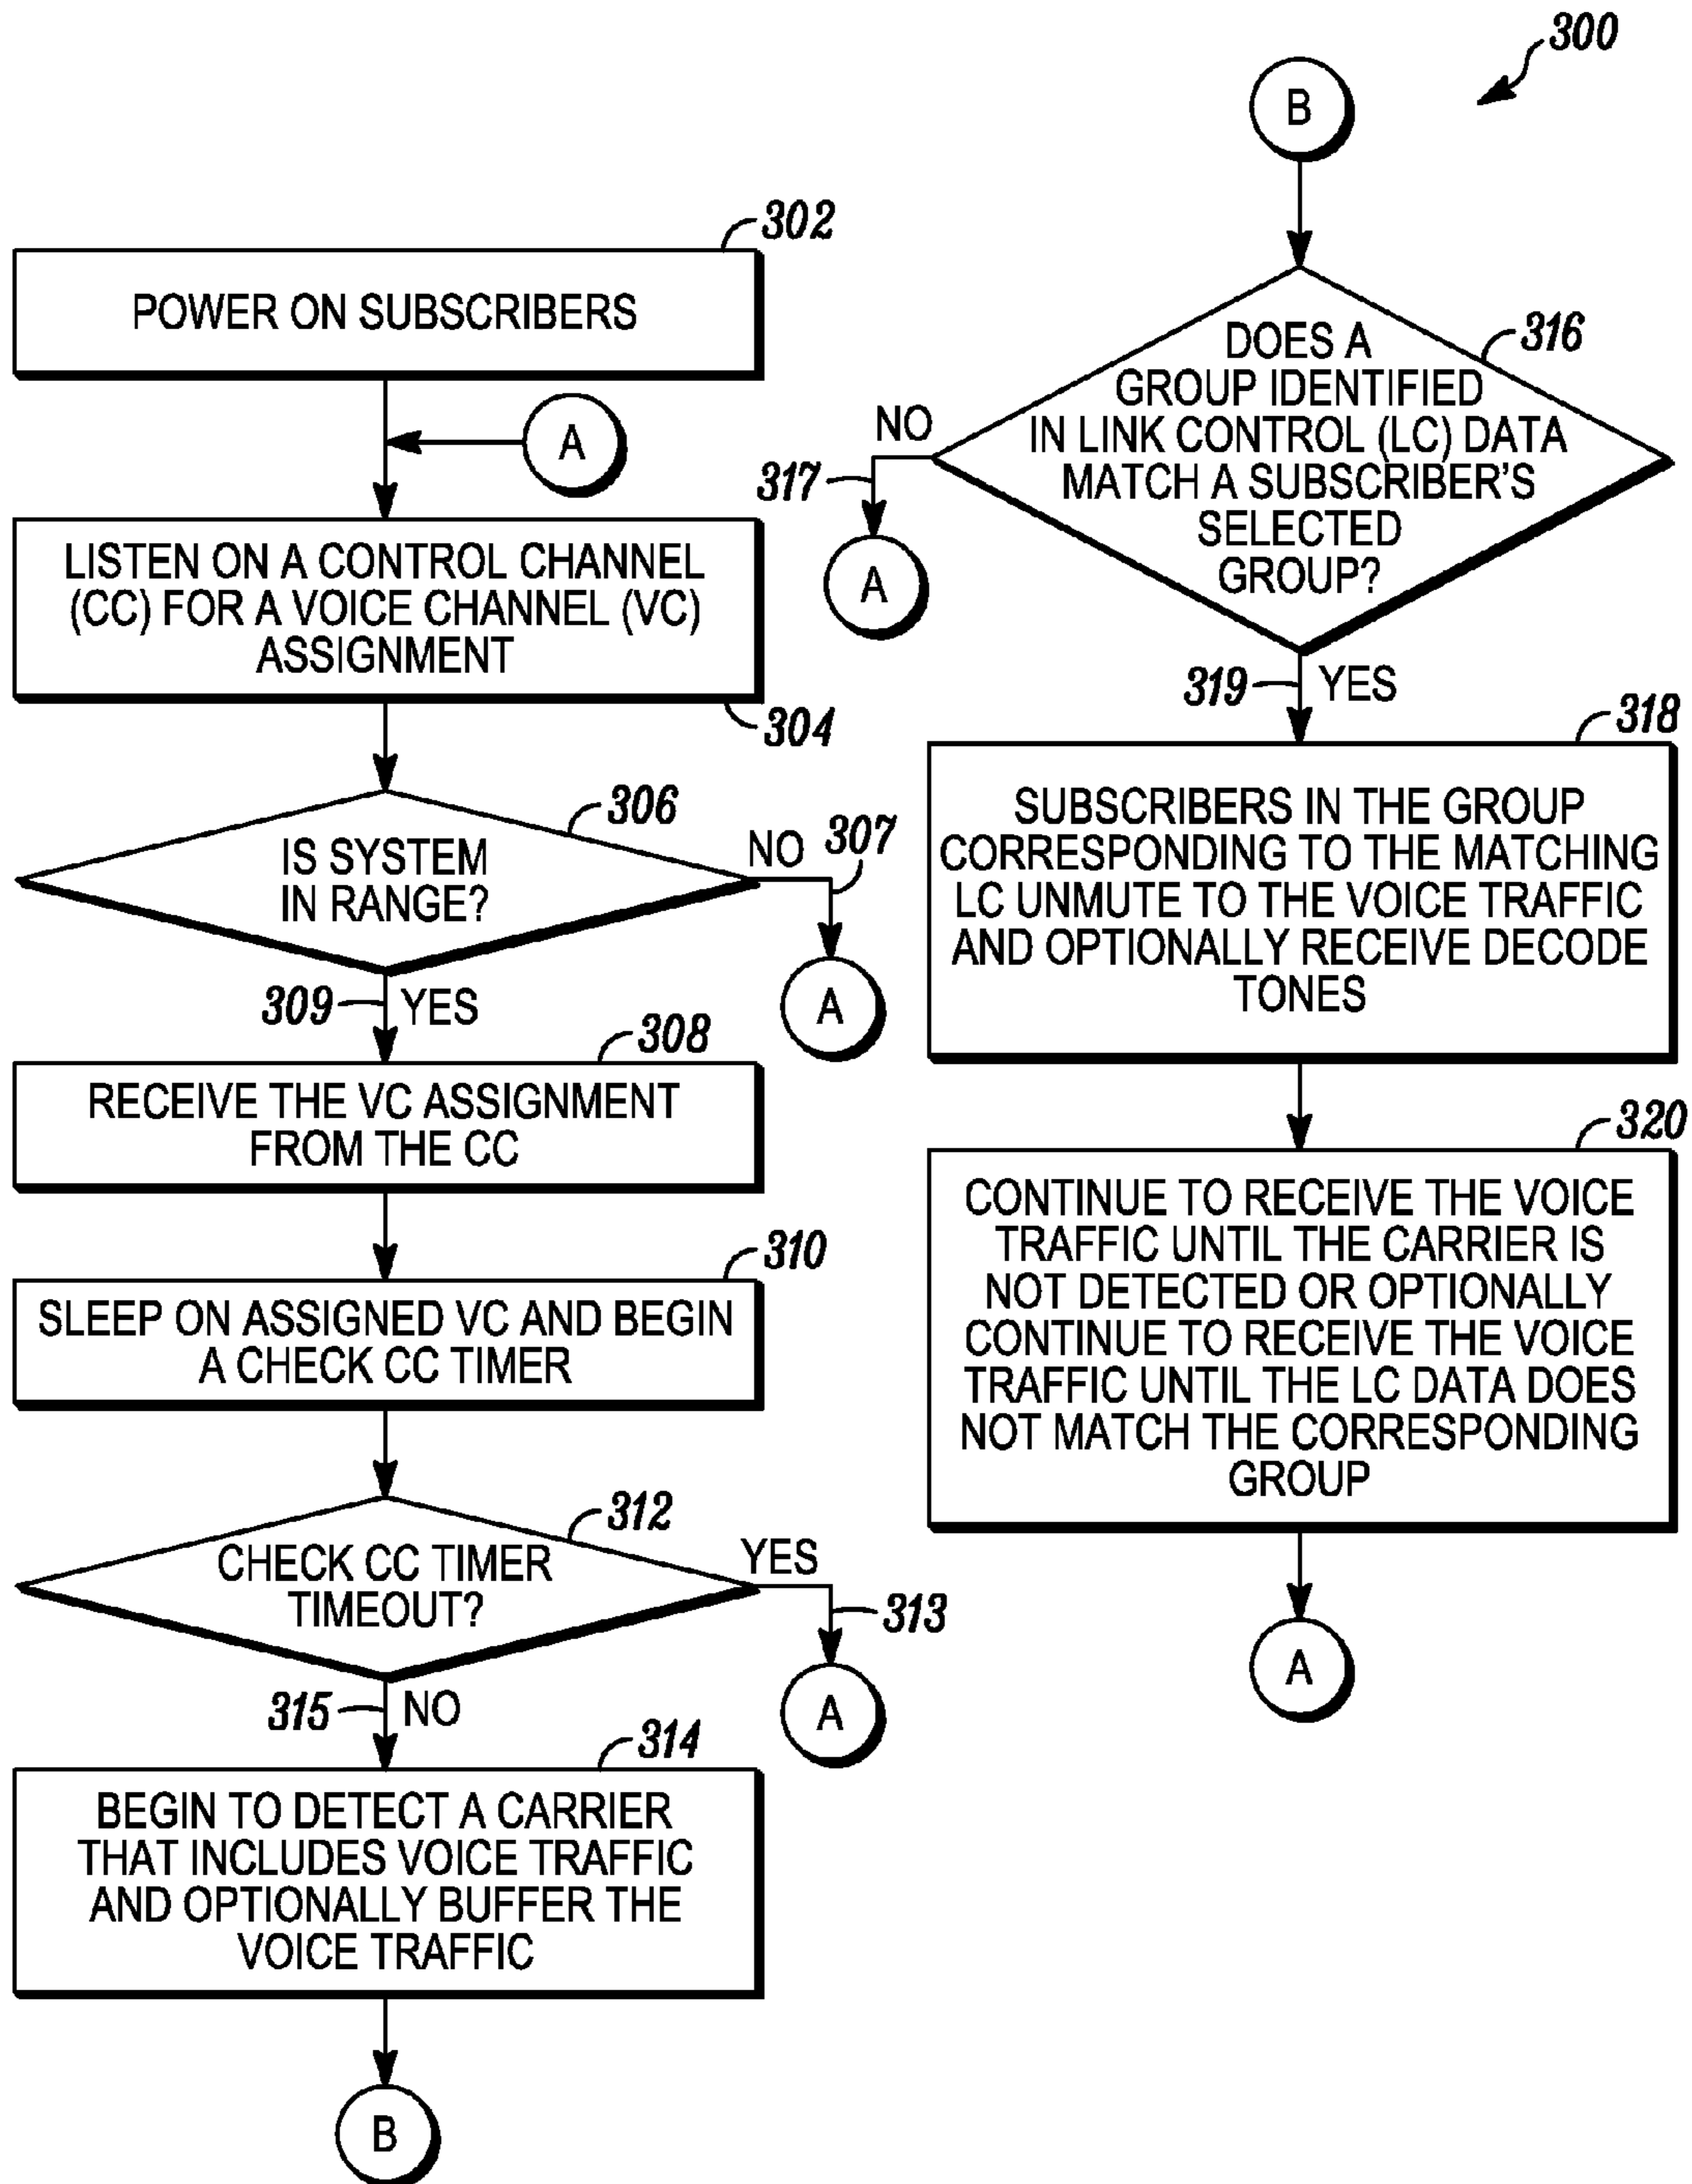 300
302
POWER ON SUBSCRIBERS
A
LISTEN ON A CONTROL CHANNEL
(CC) FOR A VOICE CHANNEL (VC)
ASSIGNMENT
304
306
IS SYSTEM
IN RANGE?
NO 307
A
309 YES
308
RECEIVE THE VC ASSIGNMENT
FROM THE CC
310
SLEEP ON ASSIGNED VC AND BEGIN
A CHECK CC TIMER
312
CHECK CC TIMER
TIMEOUT?
YES
313
A
315 NO
314
BEGIN TO DETECT A CARRIER
THAT INCLUDES VOICE TRAFFIC
AND OPTIONALLY BUFFER THE
VOICE TRAFFIC
B
B
316
DOES A
GROUP IDENTIFIED
IN LINK CONTROL (LC) DATA
MATCH A SUBSCRIBER'S
SELECTED
GROUP?
NO
317
A
319 YES
318
SUBSCRIBERS IN THE GROUP
CORRESPONDING TO THE MATCHING
LC UNMUTE TO THE VOICE TRAFFIC
AND OPTIONALLY RECEIVE DECODE
TONES
320
CONTINUE TO RECEIVE THE VOICE
TRAFFIC UNTIL THE CARRIER IS
NOT DETECTED OR OPTIONALLY
CONTINUE TO RECEIVE THE VOICE
TRAFFIC UNTIL THE LC DATA DOES
NOT MATCH THE CORRESPONDING
GROUP
A